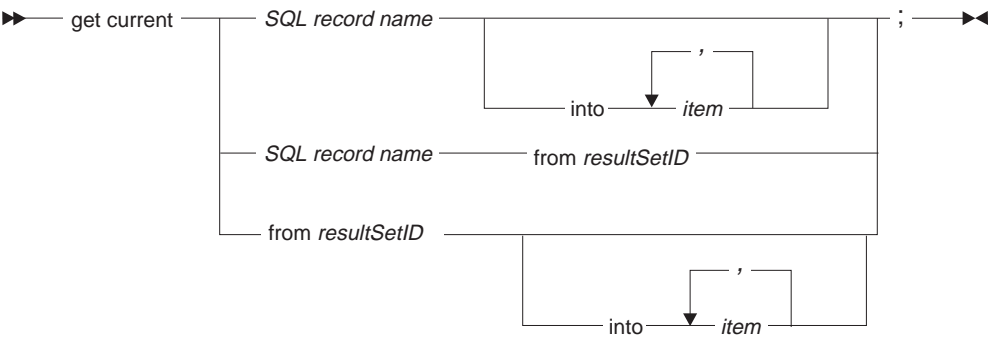 get current SQL record name ;
,
into item
SQL record name from resultSetID
from resultSetID
,
into item